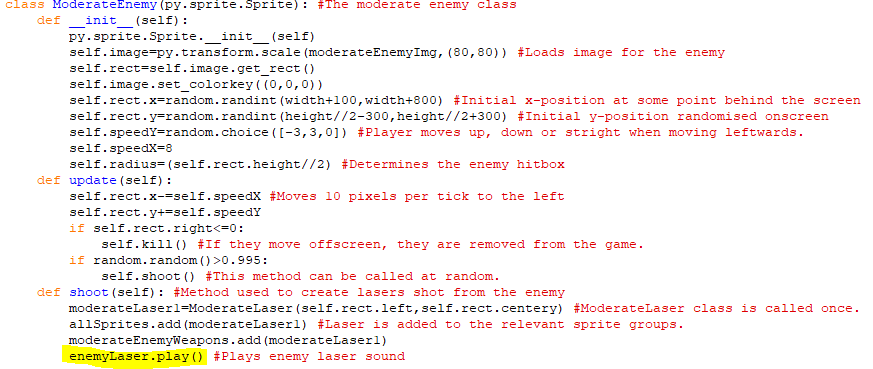 class ModerateEnemy(py.sprite.Sprite): #The moderate enemy class
    def __init__(self):
        py.sprite.Sprite.__init__(self)
        self.image=py.transform.scale(moderateEnemyImg,(80,80)) #Loads image for the enemy
        self.rect=self.image.get_rect()
        self.image.set_colorkey((0,0,0))
        self.rect.x=random.randint(width+100,width+800) #Initial x-position at some point behind the screen
        self.rect.y=random.randint(height//2-300,height//2+300) #Initial y-position randomised onscreen
        self.speedY=random.choice([-3,3,0]) #Player moves up, down or stright when moving leftwards.
        self.speedX=8
        self.radius=(self.rect.height//2) #Determines the enemy hitbox
    def update(self):
        self.rect.x-=self.speedX #Moves 10 pixels per tick to the left
        self.rect.y+=self.speedY
        if self.rect.right<=0:
            self.kill() #If they move offscreen, they are removed from the game.
        if random.random()>0.995:
            self.shoot() #This method can be called at random.
    def shoot(self): #Method used to create lasers shot from the enemy
        moderateLaser1=ModerateLaser(self.rect.left,self.rect.centery) #ModerateLaser class is called once.
        allSprites.add(moderateLaser1) #Laser is added to the relevant sprite groups.
        moderateEnemyWeapons.add(moderateLaser1)
        enemyLaser.play() #Plays enemy laser sound